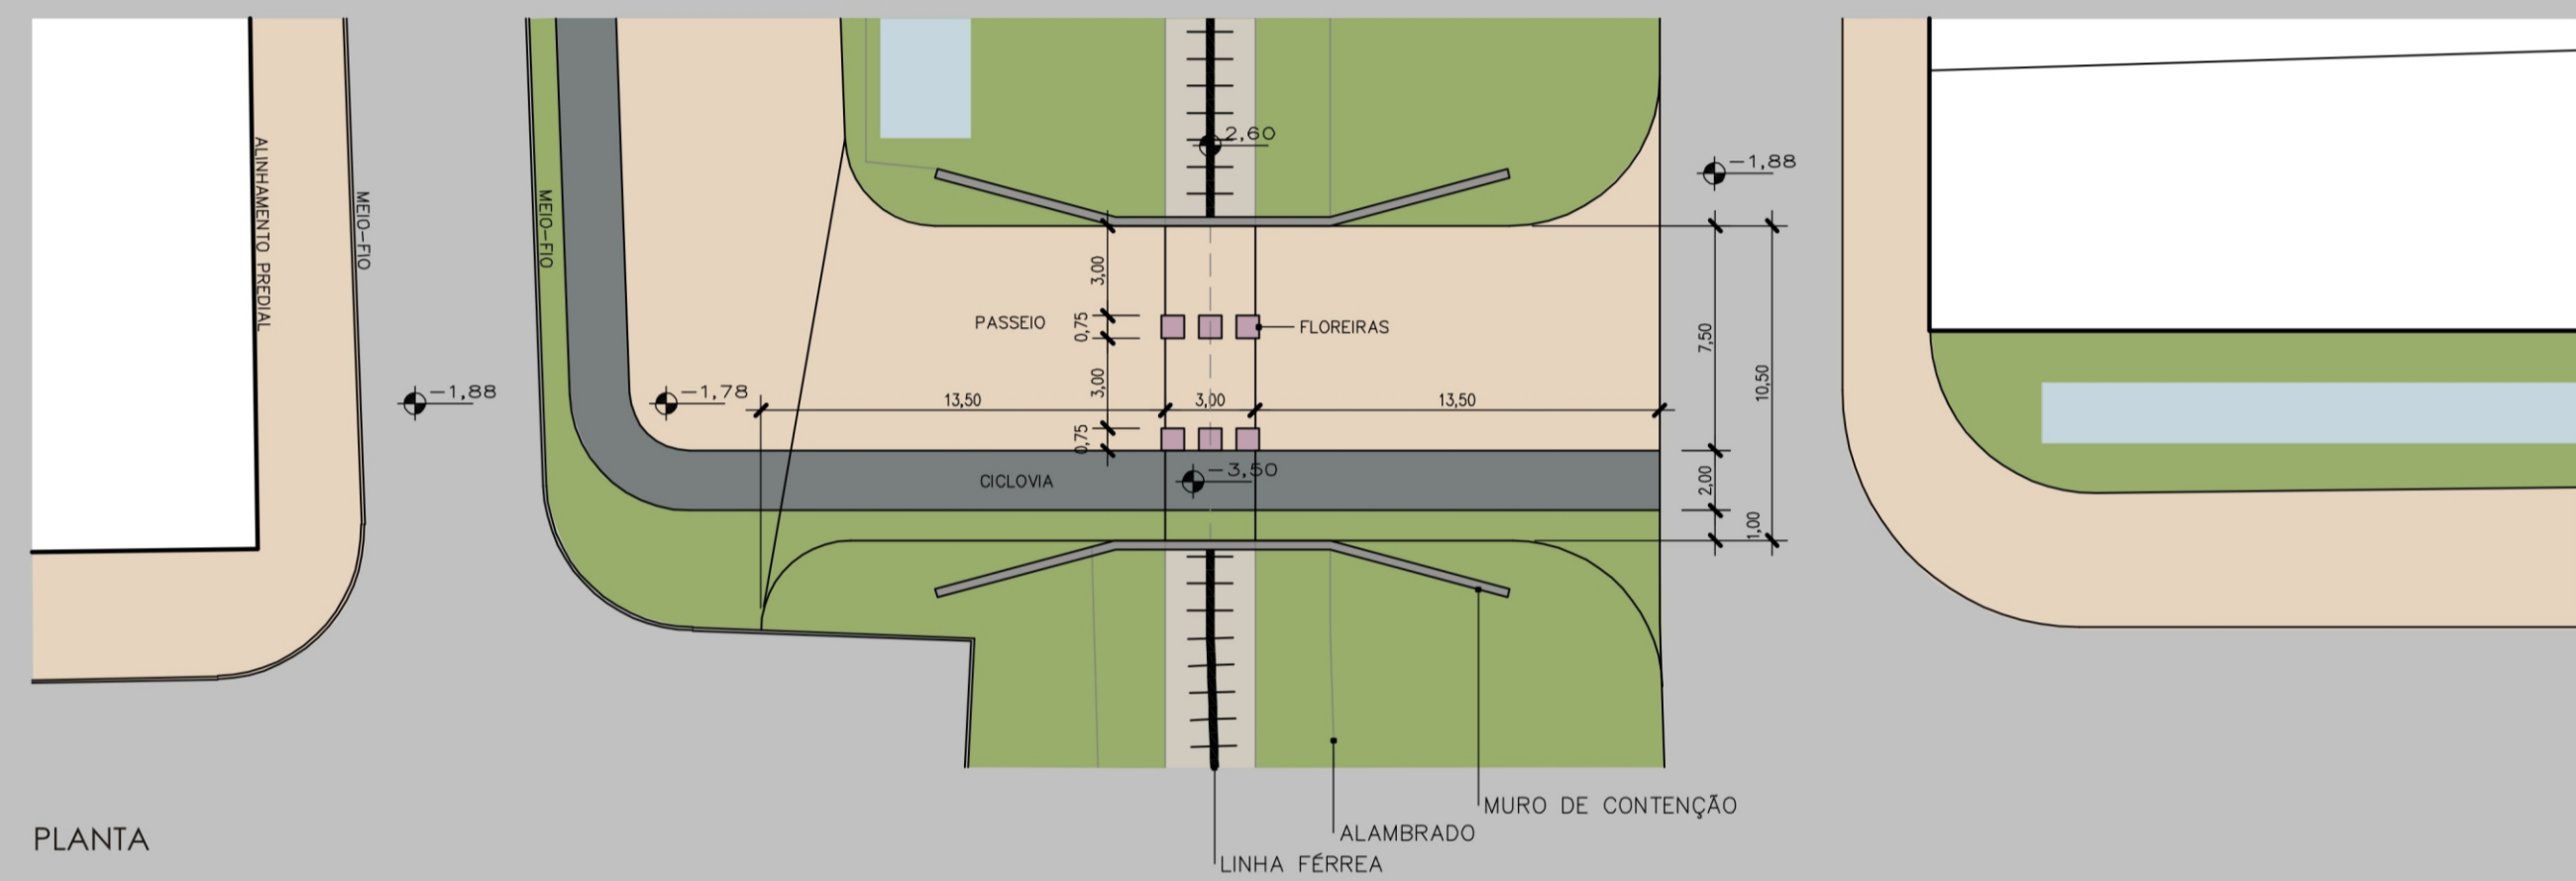 ALINHAMENTO PREDIAL
MEIO-FIO
MEIO-FIO
2,60
-1,88
3,00
PASSEIO
0,75
FLOREIRAS
7,50
-1,88
-1,78
3,00
10,50
13,50
3,00
13,50
0,75
CICLOVIA
-3,50
2,00
1,00
MURO DE CONTENÇÃO
ALAMBRADO
LINHA FÉRREA
PLANTA